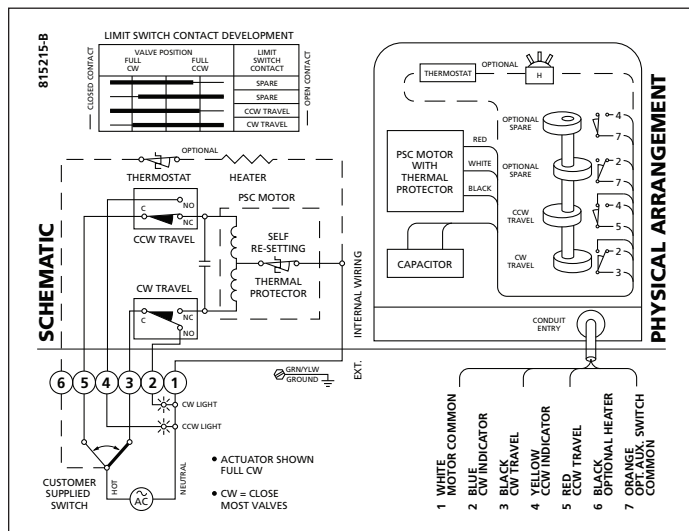 815215-B
LIMIT SWITCH CONTACT DEVELOPMENT
CLOSED CONTACT
VALVE POSITION
FULL CW
FULL CCW
LIMIT SWITCH CONTACT
OPEN CONTACT
SPARE
SPARE
CCW TRAVEL
CW TRAVEL
SCHEMATIC
OPTIONAL
THERMOSTAT
HEATER
PSC MOTOR
C
NO
NC
CCW TRAVEL
SELF
RE-SETTING
THERMAL
PROTECTOR
CW TRAVEL
C
NC
NO
INTERNAL WIRING
EXT.
6
5
4
3
2
1
GRN/YLW
GROUND
CW LIGHT
CCW LIGHT
CUSTOMER
SUPPLIED
SWITCH
HOT
AC
NEUTRAL
• ACTUATOR SHOWN
FULL CW
• CW = CLOSE
MOST VALVES
PHYSICAL ARRANGEMENT
THERMOSTAT
OPTIONAL
H
PSC MOTOR
WITH
THERMAL
PROTECTOR
RED
WHITE
BLACK
CAPACITOR
OPTIONAL
SPARE
4
7
OPTIONAL
SPARE
2
7
CCW
TRAVEL
4
5
CW
TRAVEL
2
3
CONDUIT
ENTRY
1 WHITE
MOTOR COMMON
2 BLUE
CW INDICATOR
3 BLACK
CW TRAVEL
4 YELLOW
CCW INDICATOR
5 RED
CCW TRAVEL
6 BLACK
OPTIONAL HEATER
7 ORANGE
OPT. AUX. SWITCH
COMMON